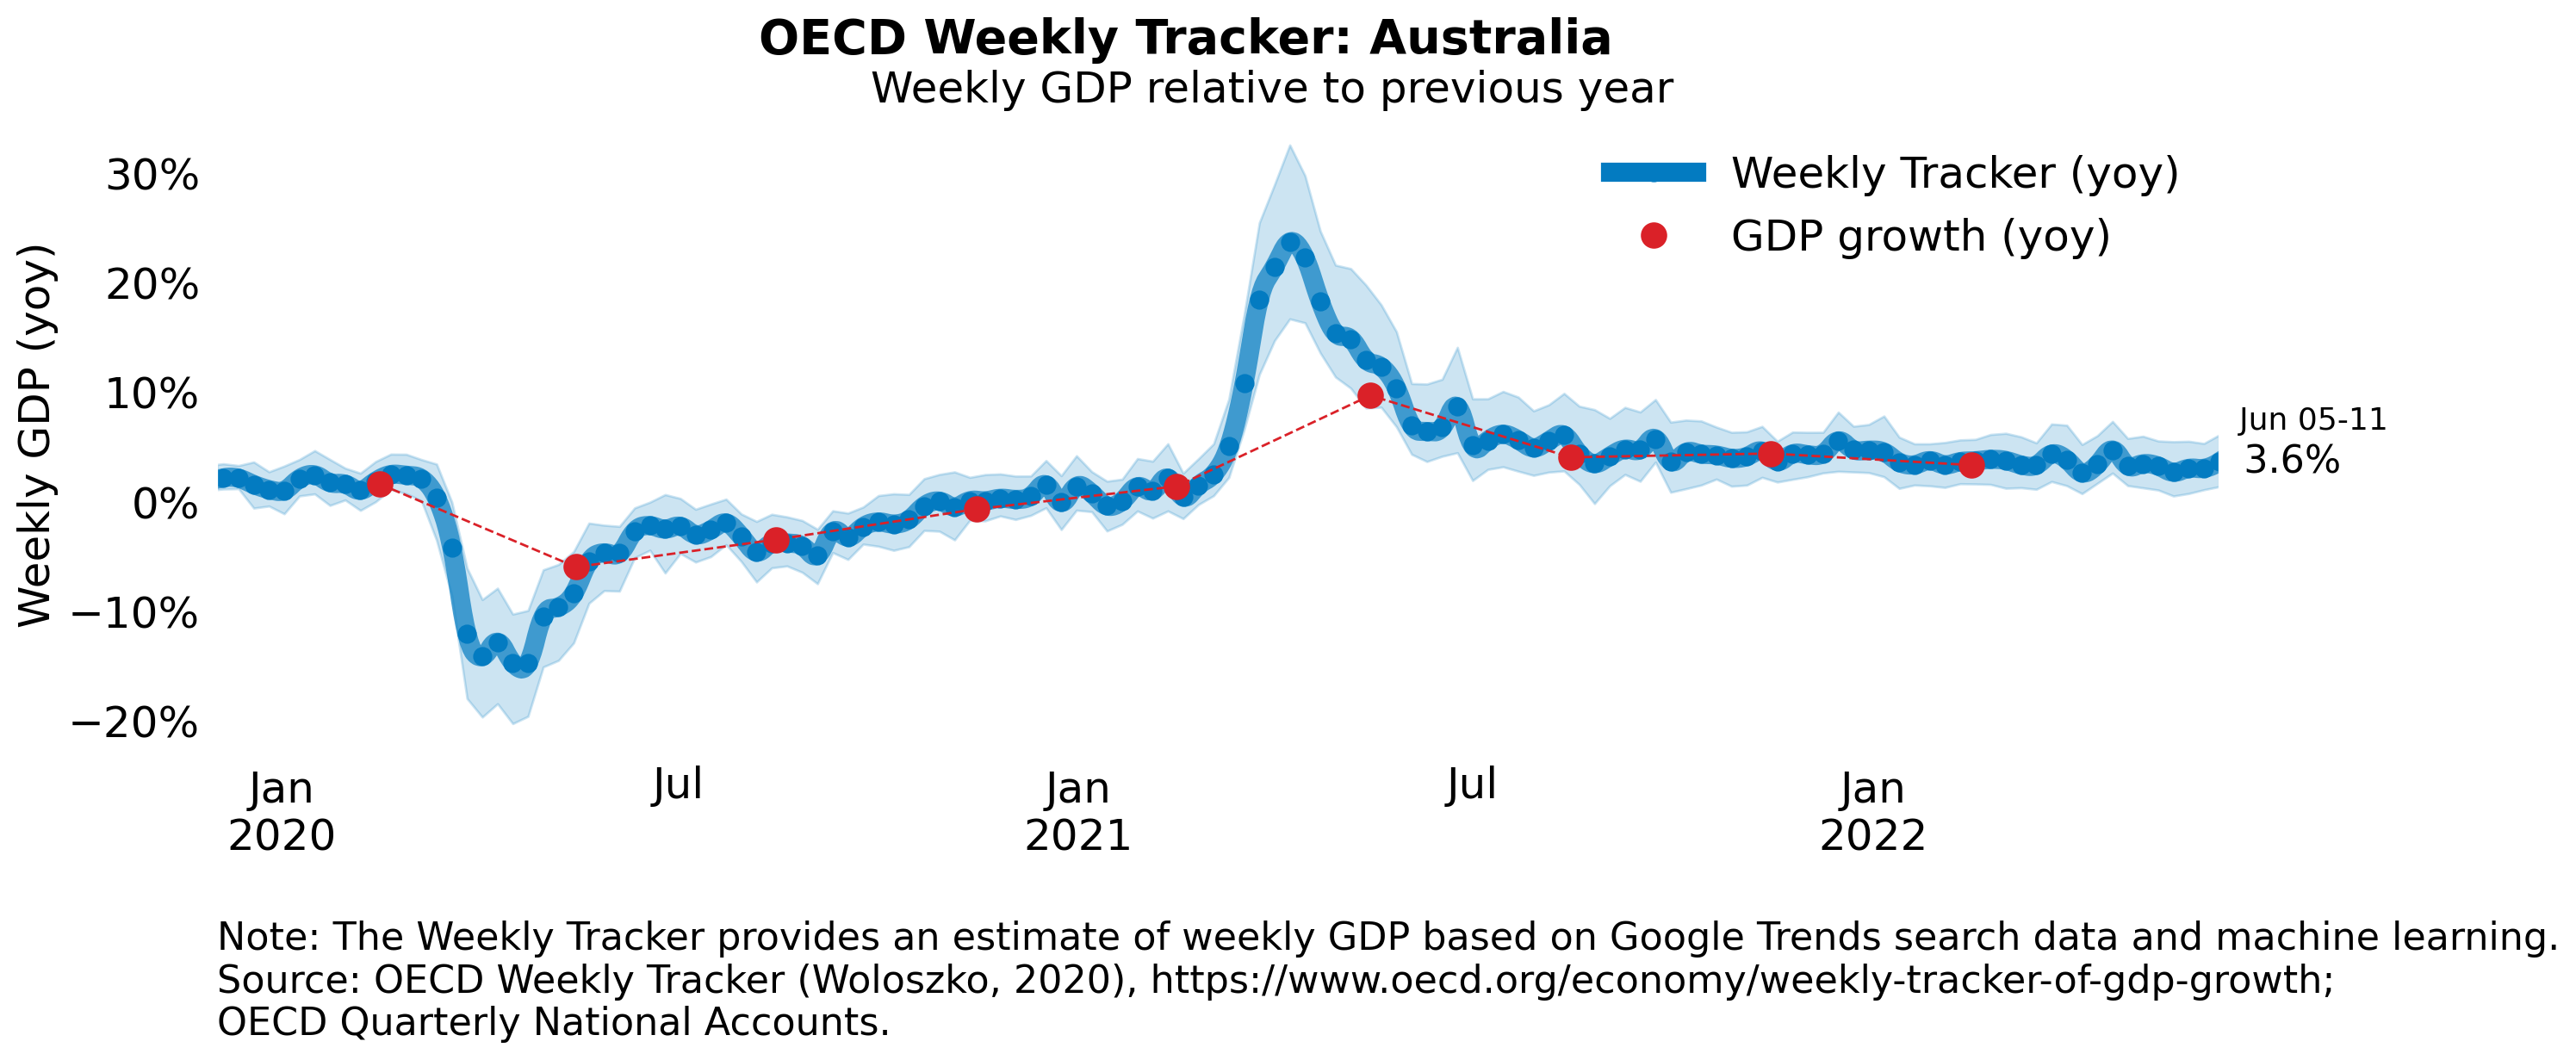 OECD Weekly Tracker: Australia
Weekly GDP relative to previous year
Weekly GDP (yoy)
30%
20%
10%
0%
−10%
−20%
Weekly Tracker (yoy)
GDP growth (yoy)
Jun 05-11
3.6%
Jan
2020
Jul
Jan
2021
Jul
Jan
2022
Note: The Weekly Tracker provides an estimate of weekly GDP based on Google Trends search data and machine learning.
Source: OECD Weekly Tracker (Woloszko, 2020), https://www.oecd.org/economy/weekly-tracker-of-gdp-growth;
OECD Quarterly National Accounts.